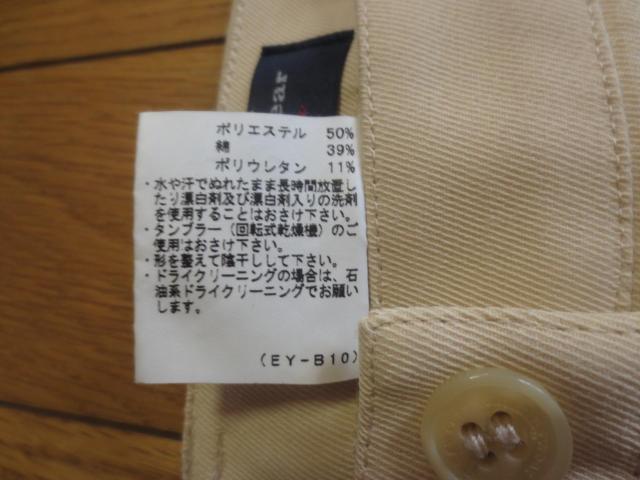 ear
ポリエステル 50%
綿 39%
ポリウレタン 11%
・水や汗でぬれたまま長時間放置し
たり漂白剤及び漂白剤入りの洗剤
を使用することはおさけ下さい。
・タンブラー（回転式乾燥機）のご
使用はおさけ下さい。
・形を整えて陰干しして下さい。
・ドライクリーニングの場合は、石
油系ドライクリーニングでお願い
します。
(EY-B10)